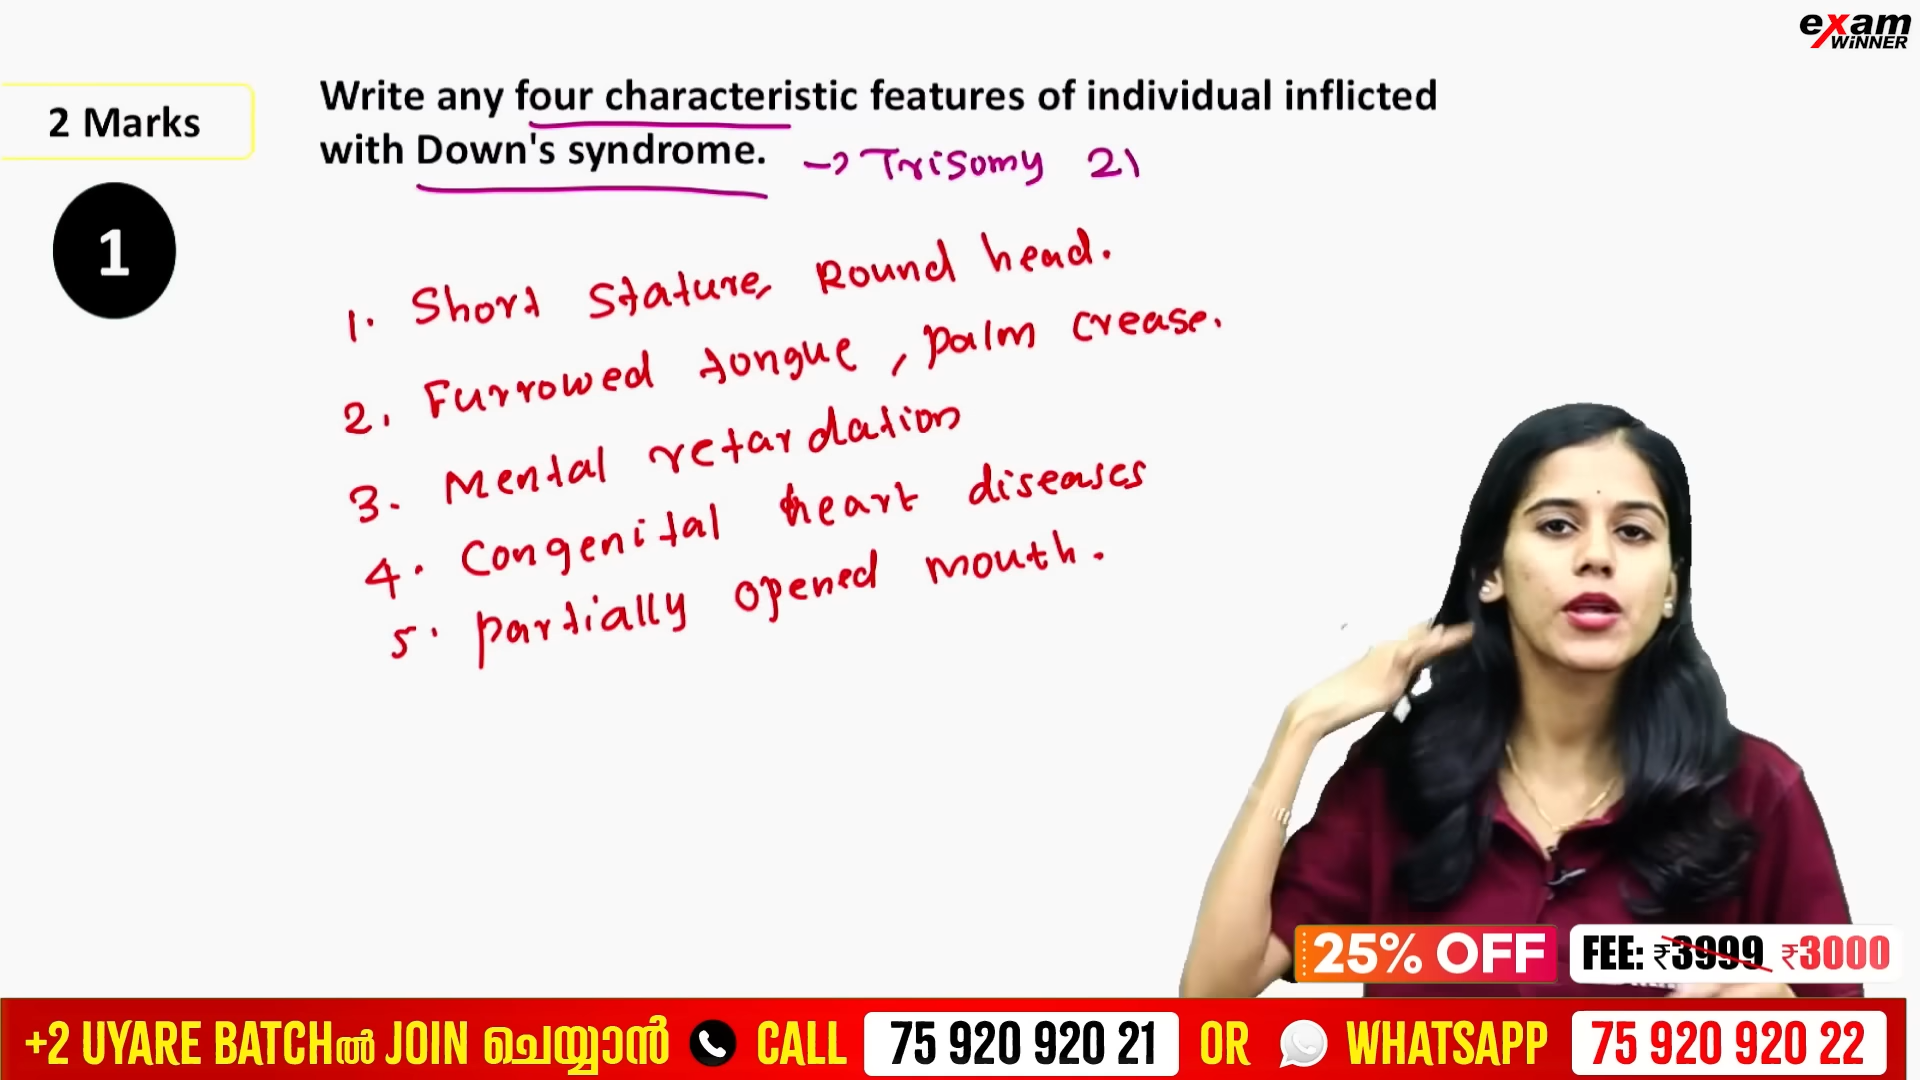 exam
WiNNER
2 Marks
Write any four characteristic features of individual inflicted
with Down's syndrome. → Trisomy 21
1
1. Short stature, Round head.
2. Furrowed tongue, palm crease.
3. Mental retardation
4. Congenital heart diseases
5. partially opened mouth.
25% OFF FEE: ₹3999 ₹3000
+2 UYARE BATCHൽ JOIN ചെയ്യാൻ CALL 75 920 920 21 OR WHATSAPP 75 920 920 22